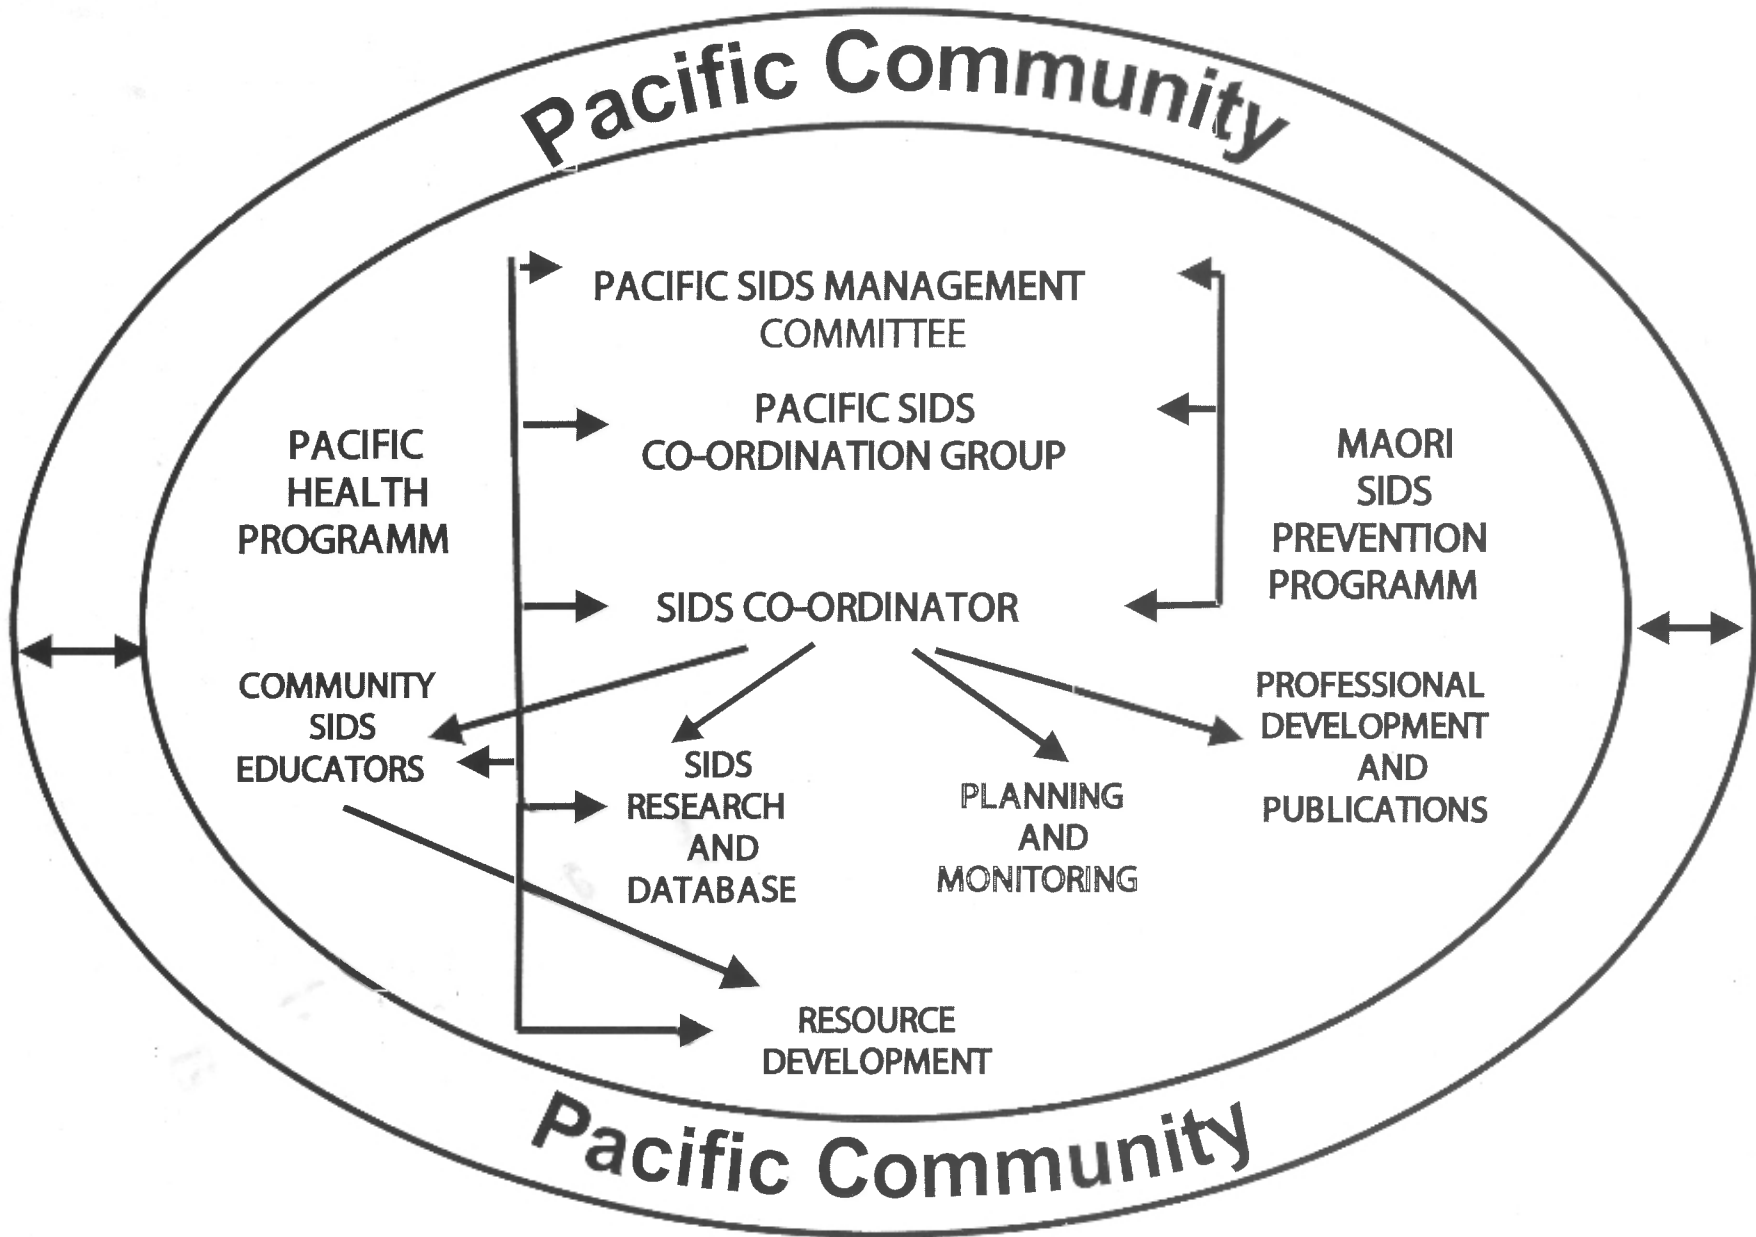 Pacific Community
PACIFIC SIDS MANAGEMENT
COMMITTEE
PACIFIC SIDS
CO-ORDINATION GROUP
PACIFIC
HEALTH
PROGRAMM
MAORI
SIDS
PREVENTION
PROGRAMM
SIDS CO-ORDINATOR
COMMUNITY
SIDS
EDUCATORS
SIDS
RESEARCH
AND
DATABASE
PLANNING
AND
MONITORING
PROFESSIONAL
DEVELOPMENT
AND
PUBLICATIONS
RESOURCE
DEVELOPMENT
Pacific Community